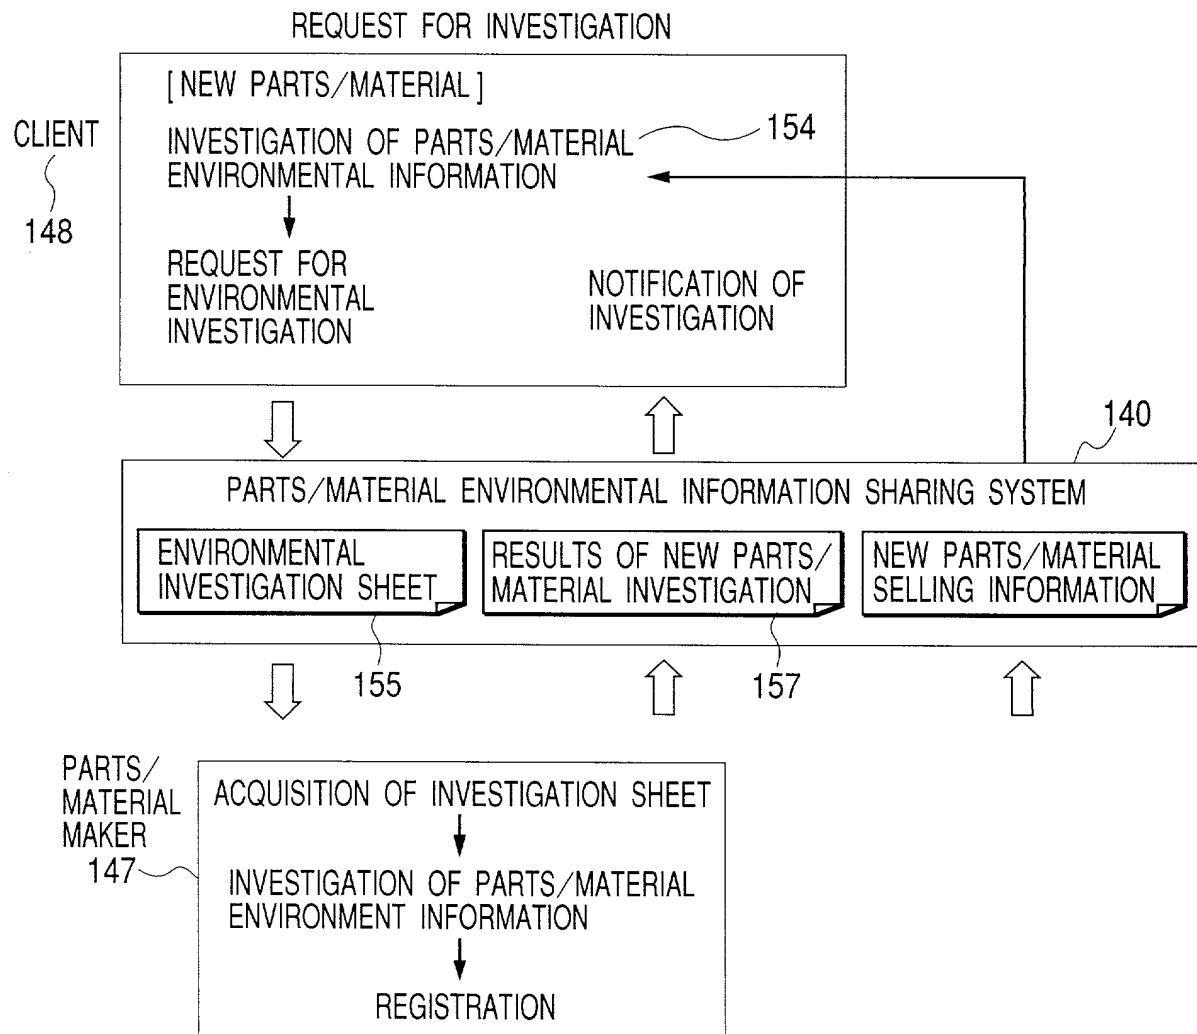 REQUEST FOR INVESTIGATION
[ NEW PARTS/MATERIAL ]
CLIENT
148
INVESTIGATION OF PARTS/MATERIAL
ENVIRONMENTAL INFORMATION
154
REQUEST FOR
ENVIRONMENTAL
INVESTIGATION
NOTIFICATION OF
INVESTIGATION
140
PARTS/MATERIAL ENVIRONMENTAL INFORMATION SHARING SYSTEM
ENVIRONMENTAL
INVESTIGATION SHEET
RESULTS OF NEW PARTS/
MATERIAL INVESTIGATION
NEW PARTS/MATERIAL
SELLING INFORMATION
155
157
PARTS/
MATERIAL
MAKER
147
ACQUISITION OF INVESTIGATION SHEET
INVESTIGATION OF PARTS/MATERIAL
ENVIRONMENT INFORMATION
REGISTRATION